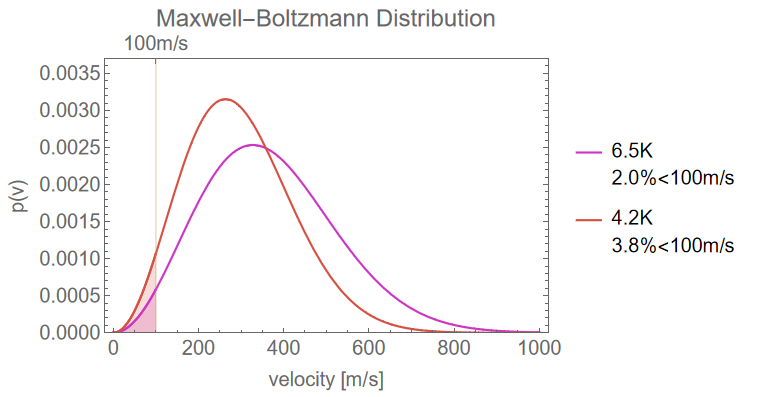 Maxwell–Boltzmann Distribution
100m/s
0.0035
0.0030
0.0025
0.0020
0.0015
0.0010
0.0005
0.0000
p(v)
0 200 400 600 800 1000
velocity [m/s]
6.5K
2.0%<100m/s
4.2K
3.8%<100m/s